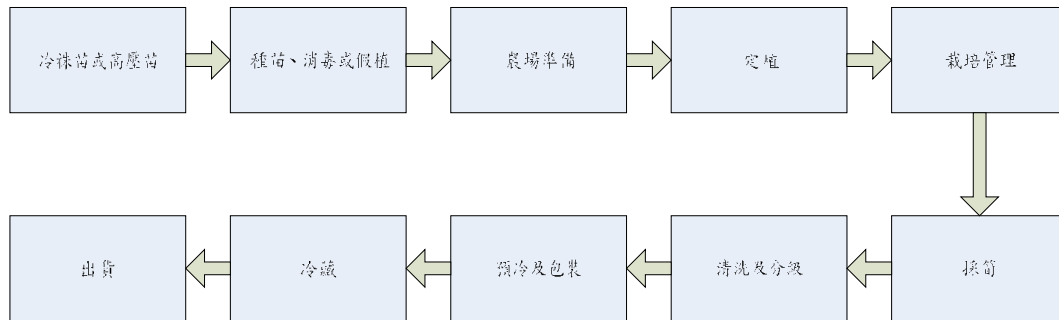 冷袾苗或高壓苗
種苗、消毒或假植
農場準備
定植
栽培管理
採筍
清洗及分級
預冷及包裝
冷藏
出貨